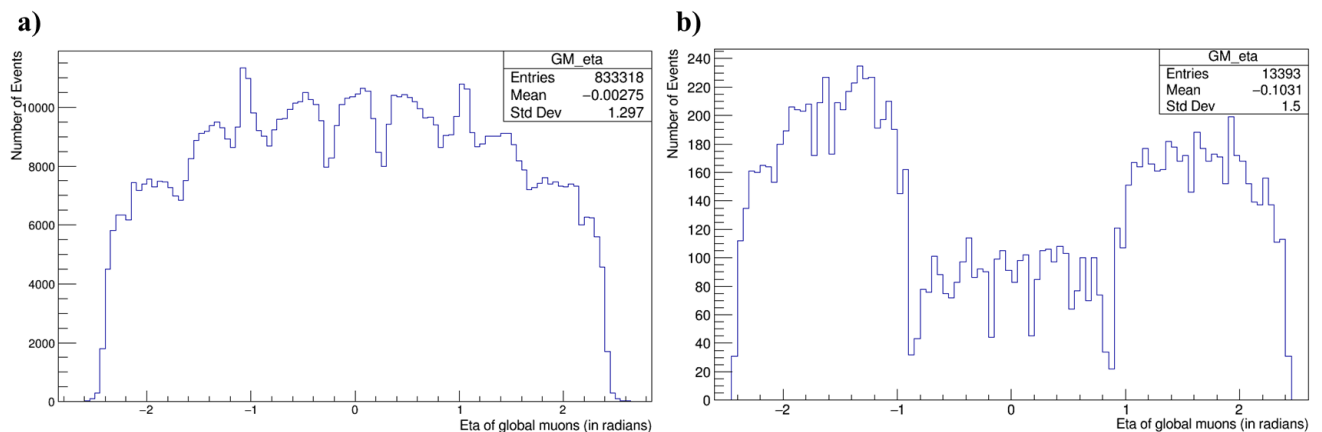 a)
GM_eta
Entries 833318
Mean −0.00275
Std Dev 1.297
Number of Events
10000
8000
6000
4000
2000
0
−2 −1 0 1 2
Eta of global muons (in radians)
b)
GM_eta
Entries 13393
Mean −0.1031
Std Dev 1.5
Number of Events
240
220
200
180
160
140
120
100
80
60
40
20
0
−2 −1 0 1 2
Eta of global muons (in radians)